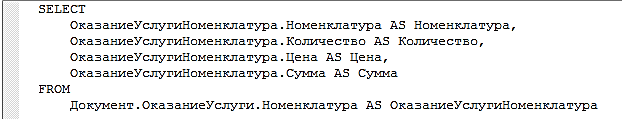 SELECT
ОказаниеУслугиНоменклатура.Номенклатура AS Номенклатура,
ОказаниеУслугиНоменклатура.Количество AS Количество,
ОказаниеУслугиНоменклатура.Цена AS Цена,
ОказаниеУслугиНоменклатура.Сумма AS Сумма
FROM
Документ.ОказаниеУслуги.Номенклатура AS ОказаниеУслугиНоменклатура